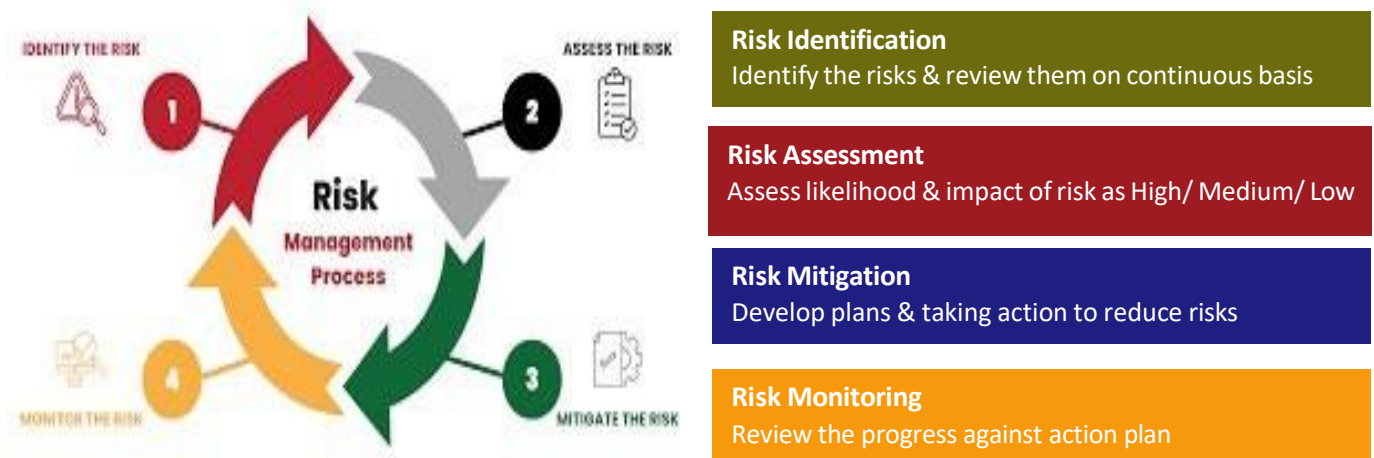 IDENTIFY THE RISK
ASSESS THE RISK
1
2
Risk
Management
Process
4
3
MONITOR THE RISK
MITIGATE THE RISK
Risk Identification
Identify the risks & review them on continuous basis
Risk Assessment
Assess likelihood & impact of risk as High/ Medium/ Low
Risk Mitigation
Develop plans & taking action to reduce risks
Risk Monitoring
Review the progress against action plan